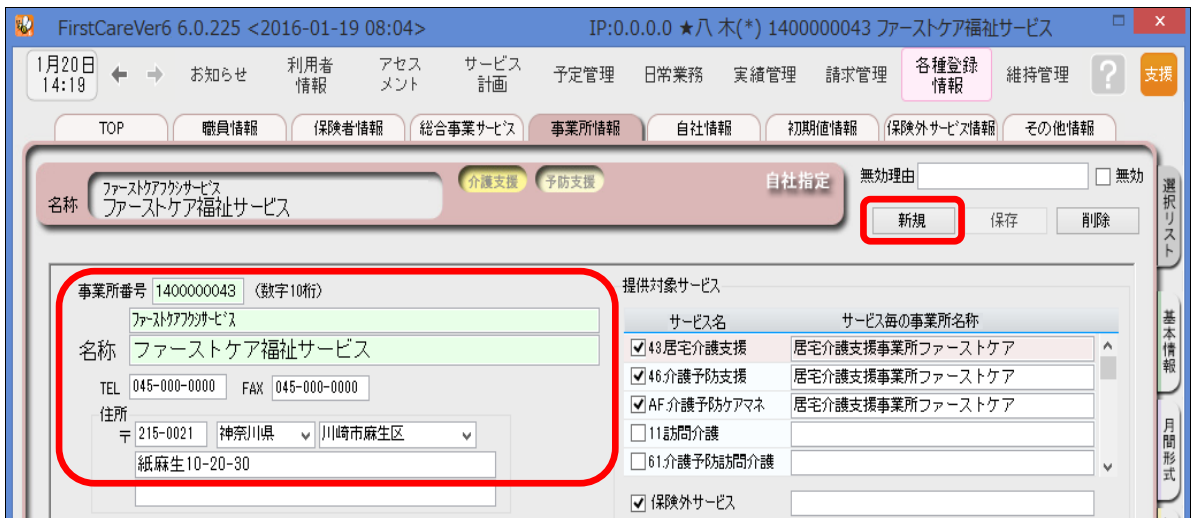 FirstCareVer6 6.0.225 <2016-01-19 08:04> IP:0.0.0.0 ★八 木(*) 1400000043 ファーストケア福祉サービス
1月20日
14:19
お知らせ
利用者
情報
アセス
メント
サービス
計画
予定管理
日常業務
実績管理
請求管理
各種登録
情報
維持管理
?
支援
TOP
職員情報
保険者情報
総合事業サービス
事業所情報
自社情報
初期値情報
保険外サービス情報
その他情報
名称
ファーストケアフクシサービス
ファーストケア福祉サービス
介護支援
予防支援
自社指定
無効理由
無効
新規
保存
削除
選択リスト
基本情報
月間形式
事業所番号 1400000043 (数字10桁)
ファーストケアフクシサービス
名称 ファーストケア福祉サービス
TEL 045-000-0000 FAX 045-000-0000
住所
〒 215-0021 神奈川県 川崎市麻生区
紙麻生10-20-30
提供対象サービス
サービス名 サービス毎の事業所名称
43.居宅介護支援 居宅介護支援事業所ファーストケア
46.介護予防支援 居宅介護支援事業所ファーストケア
AF.介護予防ケアマネ 居宅介護支援事業所ファーストケア
11訪問介護
61.介護予防訪問介護
保険外サービス